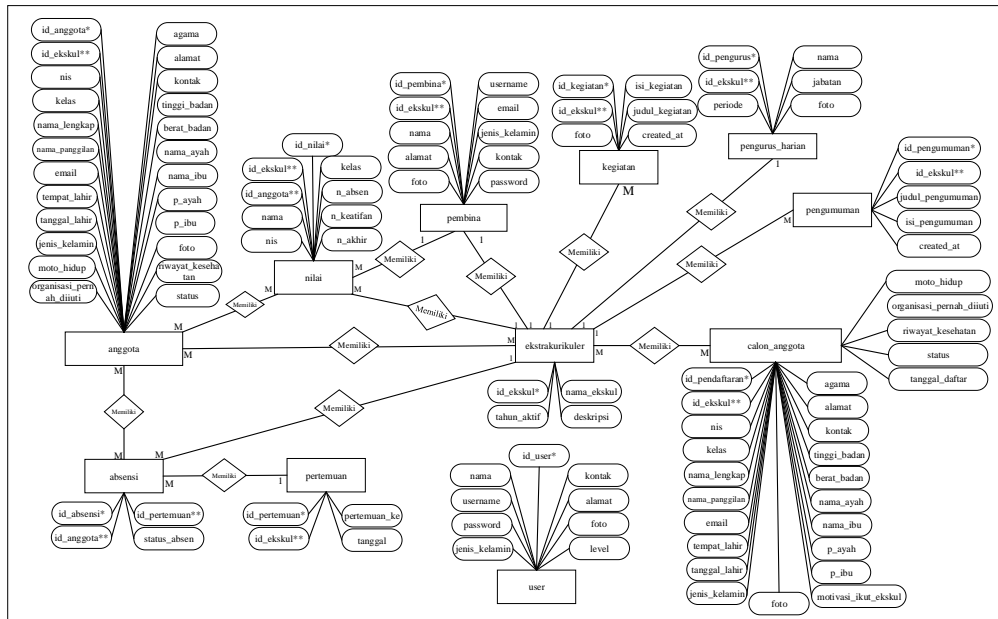 id_anggota*
id_ekskul**
nis
kelas
nama_lengkap
nama_panggilan
email
tempat_lahir
tanggal_lahir
jenis_kelamin
moto_hidup
organisasi_pernah_diiuti
agama
alamat
kontak
tinggi_badan
berat_badan
nama_ayah
nama_ibu
p_ayah
p_ibu
foto
riwayat_kesehatan
status
anggota
M
M
M
id_nilai*
id_ekskul**
id_anggota**
nama
nis
kelas
n_absen
n_keatifan
n_akhir
nilai
M
M
M
Memiliki
Memiliki
Memiliki
id_pembina*
id_ekskul**
nama
alamat
foto
username
email
jenis_kelamin
kontak
password
pembina
1
1
Memiliki
id_kegiatan*
id_ekskul**
foto
isi_kegiatan
judul_kegiatan
created_at
kegiatan
M
Memiliki
id_pengurus*
id_ekskul**
periode
nama
jabatan
foto
pengurus_harian
1
Memiliki
id_pengumuman*
id_ekskul**
judul_pengumuman
isi_pengumuman
created_at
pengumuman
M
Memiliki
Memiliki
ekstrakurikuler
1
1
1
1
1
M
1
M
id_ekskul*
tahun_aktif
nama_ekskul
deskripsi
Memiliki
calon_anggota
M
moto_hidup
organisasi_pernah_diiuti
riwayat_kesehatan
status
tanggal_daftar
id_pendaftaran*
id_ekskul**
nis
kelas
nama_lengkap
nama_panggilan
email
tempat_lahir
tanggal_lahir
jenis_kelamin
foto
agama
alamat
kontak
tinggi_badan
berat_badan
nama_ayah
nama_ibu
p_ayah
p_ibu
motivasi_ikut_ekskul
Memiliki
Memiliki
absensi
M
M
M
id_absensi*
id_anggota**
id_pertemuan**
status_absen
Memiliki
pertemuan
1
id_pertemuan*
id_ekskul**
pertemuan_ke
tanggal
id_user*
nama
username
password
jenis_kelamin
kontak
alamat
foto
level
user